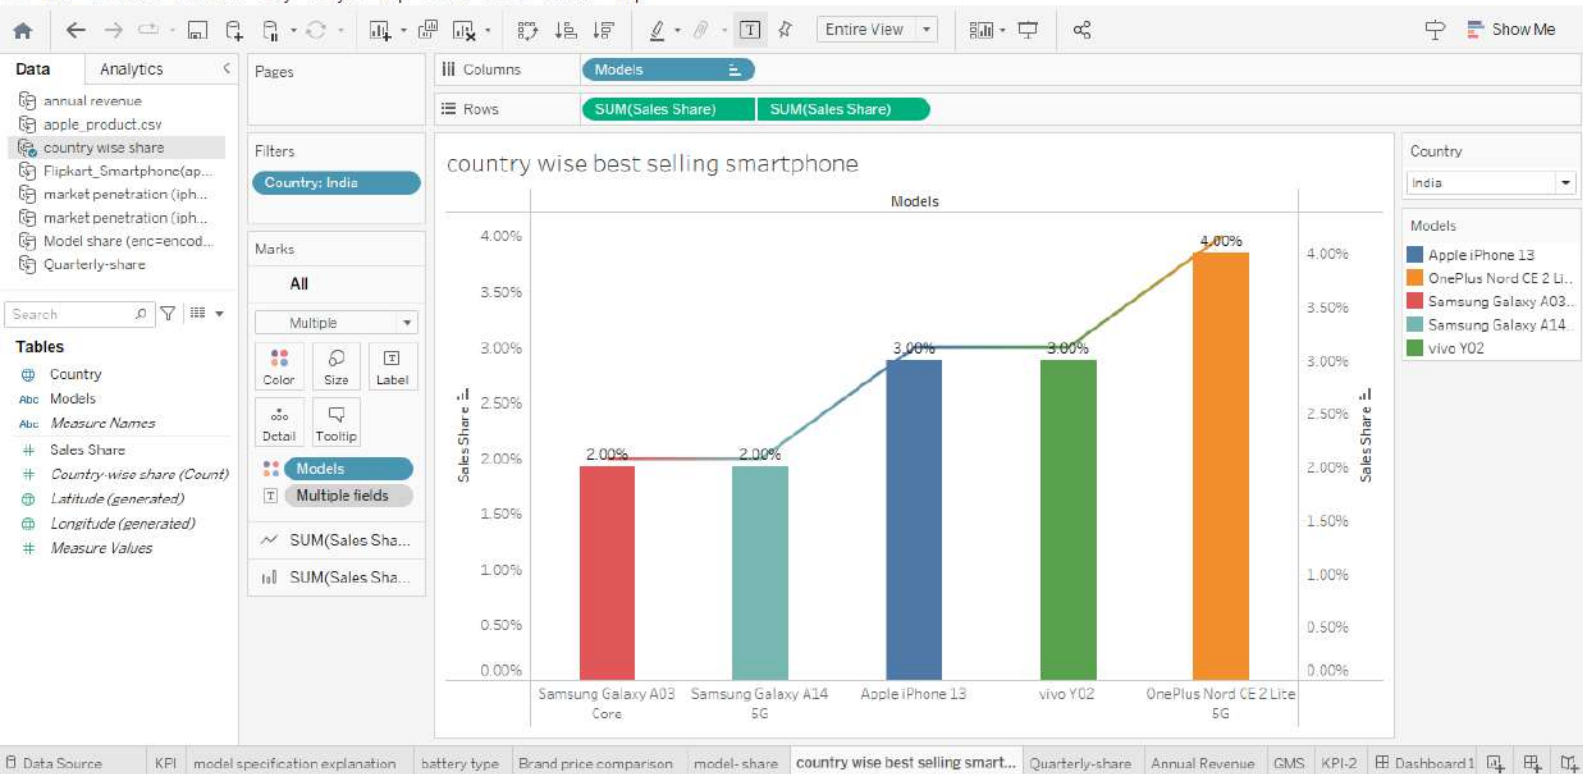 Entire View
Show Me
Data
Analytics
annual revenue
apple_product.csv
country wise share
Flipkart_Smartphone(ap...
market penetration (iph...
market penetration (iph...
Model share (enc=encod...
Quarterly-share
Search
Tables
Country
Abc Models
Abc Measure Names
# Sales Share
# Country-wise share (Count)
Latitude (generated)
Longitude (generated)
# Measure Values
Pages
Filters
Country: India
Marks
All
Multiple
Color Size Label
Detail Tooltip
Models
Multiple fields
SUM(Sales Sha...
SUM(Sales Sha...
Columns Models
Rows SUM(Sales Share) SUM(Sales Share)
country wise best selling smartphone
Models
Sales Share
4.00%
3.50%
3.00%
2.50%
2.00%
1.50%
1.00%
0.50%
0.00%
2.00%
2.00%
3.00%
3.00%
4.00%
Samsung Galaxy A03 Core
Samsung Galaxy A14 5G
Apple iPhone 13
vivo Y02
OnePlus Nord CE 2 Lite 5G
4.00%
3.50%
3.00%
2.50%
2.00%
1.50%
1.00%
0.50%
0.00%
Sales Share
Country
India
Models
Apple iPhone 13
OnePlus Nord CE 2 Li..
Samsung Galaxy A03..
Samsung Galaxy A14..
vivo Y02
Data Source KPI model specification explanation battery type Brand price comparison model- share country wise best selling smart... Quarterly-share Annual Revenue GMS KPI-2 Dashboard 1